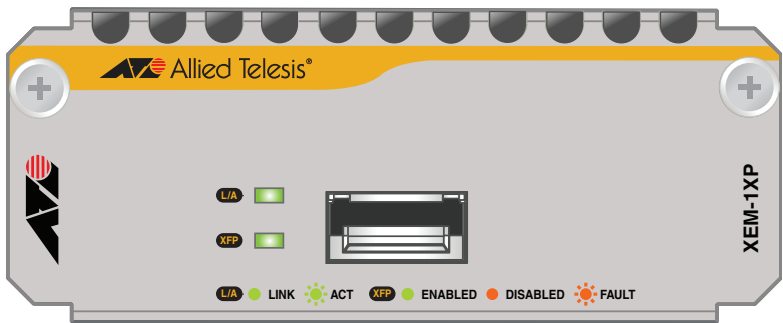 Allied Telesis®
L/A
XFP
XEM-1XP
L/A LINK ACT XFP ENABLED DISABLED FAULT